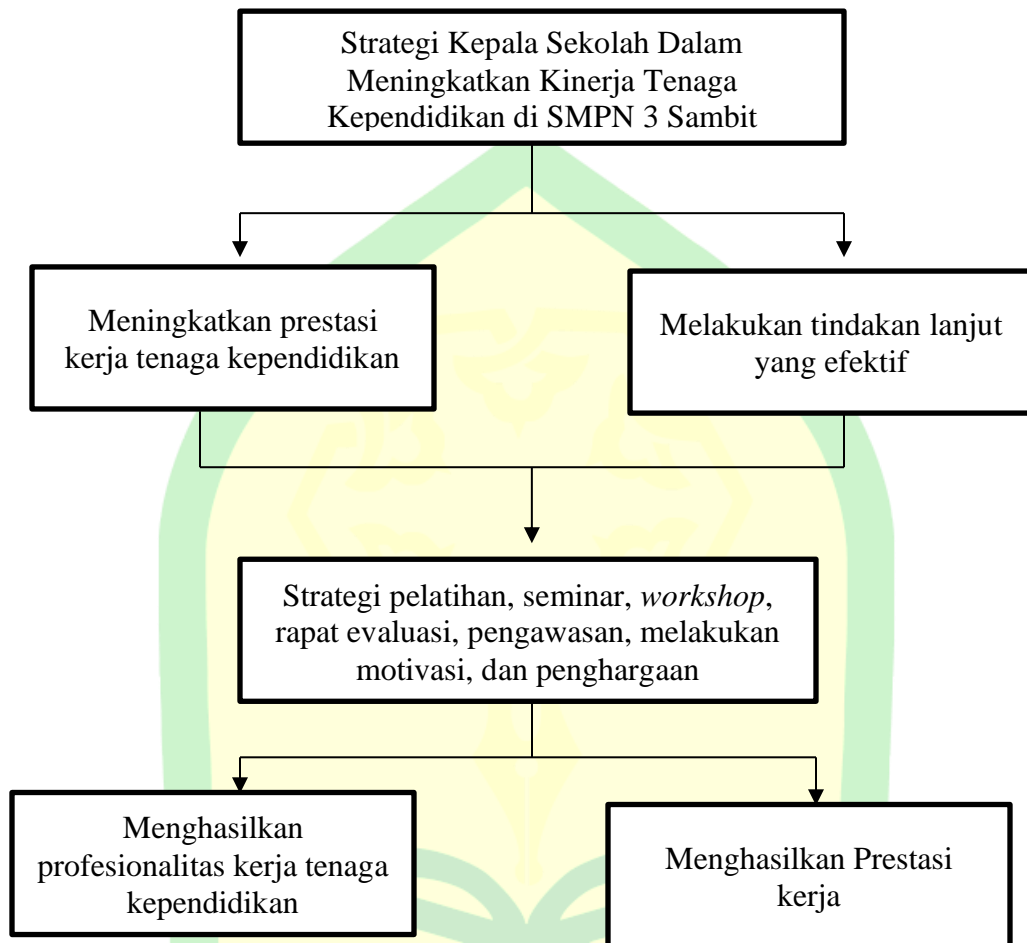 Strategi Kepala Sekolah Dalam
Meningkatkan Kinerja Tenaga
Kependidikan di SMPN 3 Sambit
Meningkatkan prestasi
kerja tenaga kependidikan
Melakukan tindakan lanjut
yang efektif
Strategi pelatihan, seminar, workshop,
rapat evaluasi, pengawasan, melakukan
motivasi, dan penghargaan
Menghasilkan
profesionalitas kerja tenaga
kependidikan
Menghasilkan Prestasi
kerja